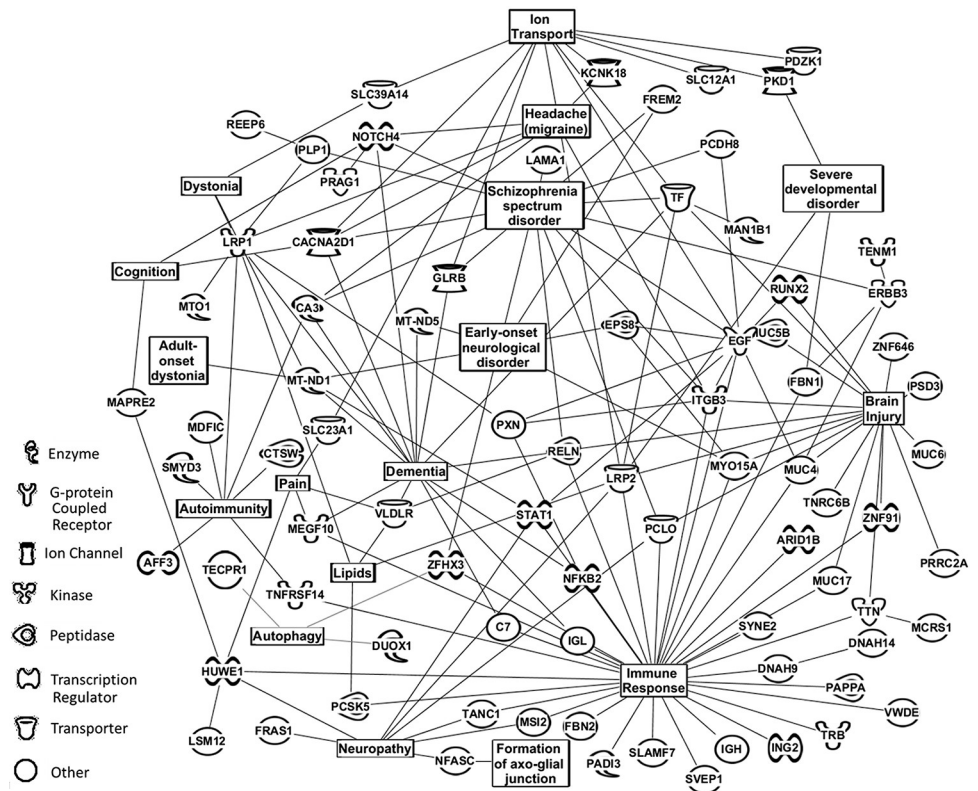 Ion
Transport
KCNK18
SLC12A1
PDZK1
PKD1
SLC39A14
FREM2
REEP6
NOTCH4
Headache
(migraine)
PLP1
PCDH8
LAMA1
PRAG1
Dystonia
Schizophrenia
spectrum
disorder
TF
Severe
developmental
disorder
MAN1B1
LRP1
CACNA2D1
TENM1
Cognition
GLRB
RUNX2
ERBB3
MTO1
CA3
MT-ND5
Early-onset
neurological
disorder
EPS8
EGF
MUC5B
ZNF646
Adult-
onset
dystonia
MT-ND1
FBN1
PSD3
MAPRE2
ITGB3
Brain
Injury
MDFIC
SLC23A1
PXN
MUC6
CTSW
RELN
Enzyme
SMYD3
Pain
Dementia
LRP2
MYO15A
MUC4
G-protein
Coupled
Receptor
Autoimmunity
VLDLR
STAT1
TNRC6B
MEGF10
PCLO
ZNF91
Ion Channel
AFF3
TECPR1
Lipids
ZFHX3
NFKB2
ARID1B
PRRC2A
Kinase
TNFRSF14
MUC17
TTN
MCRS1
C7
SYNE2
Peptidase
Autophagy
DUOX1
IGL
DNAH14
HUWE1
Immune
Response
DNAH9
Transcription
Regulator
PAPPA
PCSK5
VWDE
Transporter
LSM12
FRAS1
TANC1
MSI2
FBN2
TRB
Neuropathy
NFASC
Formation
of axo-glial
junction
PADI3
SLAMF7
IGH
ING2
Other
SVEP1